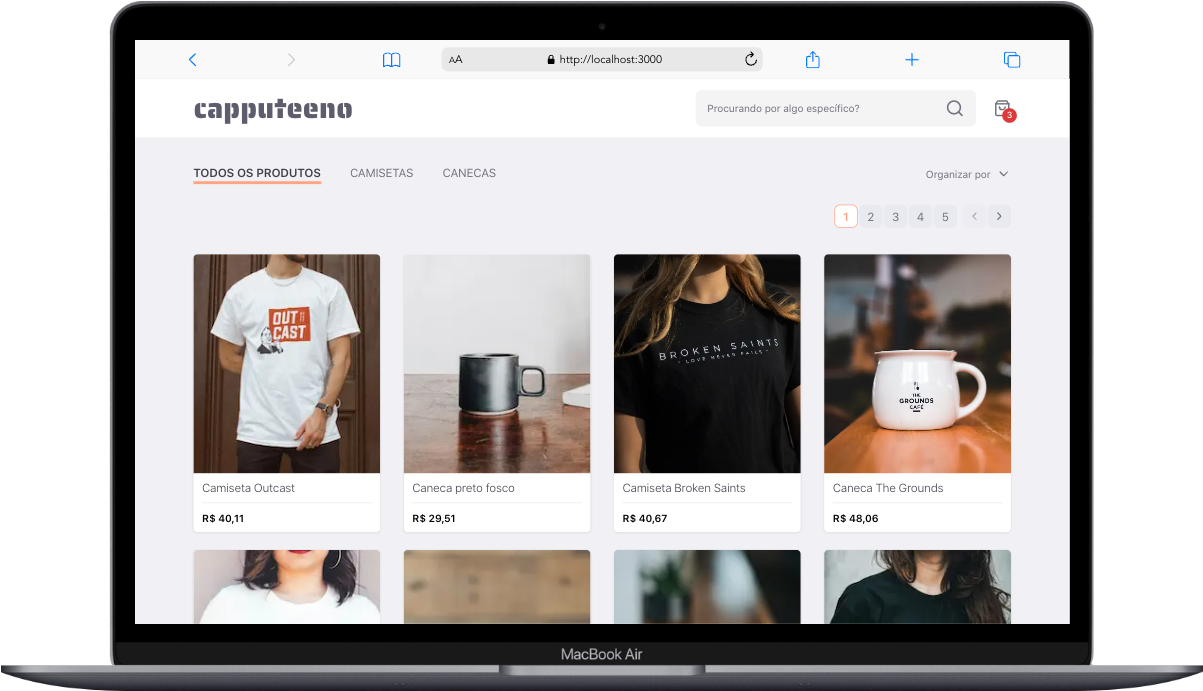 AA
http://localhost:3000
capputeeno
Procurando por algo específico?
3
TODOS OS PRODUTOS
CAMISETAS
CANECAS
Organizar por
1 2 3 4 5
OUT
CAST
BROKEN SAINTS
- LOVE NEVER FAILS -
THE
GROUNDS
CAFÉ
Camiseta Outcast
R$ 40,11
Caneca preto fosco
R$ 29,51
Camiseta Broken Saints
R$ 40,67
Caneca The Grounds
R$ 48,06
MacBook Air